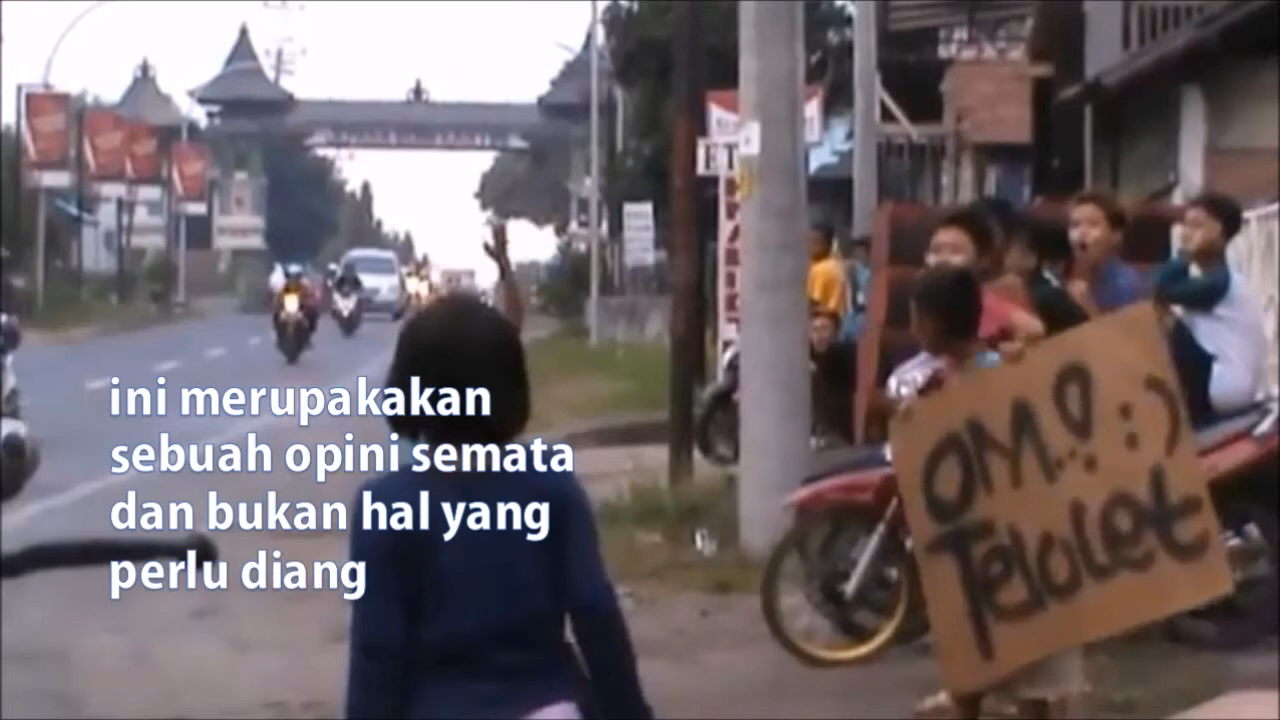 ini merupakakan
sebuah opini semata
dan bukan hal yang
perlu diang
OM!! :)
Telolet